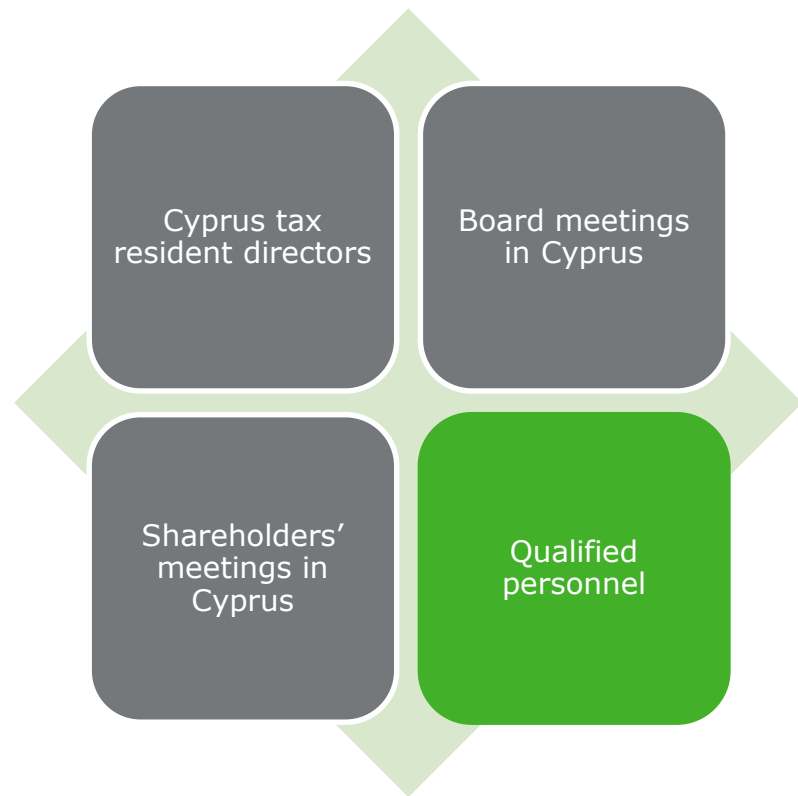 Cyprus tax
resident directors
Board meetings
in Cyprus
Shareholders’
meetings in
Cyprus
Qualified
personnel